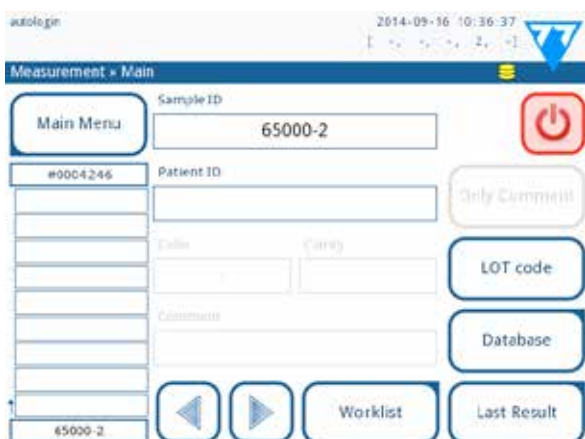 autologin
2014-09-16 10:36:37
[ -, -, -, 2, -]
Measurement » Main
Main Menu
Sample ID
65000-2
#0004246
Patient ID
Only Comment
Color
Clarity
LOT code
Comment
Database
Worklist
Last Result
65000-2